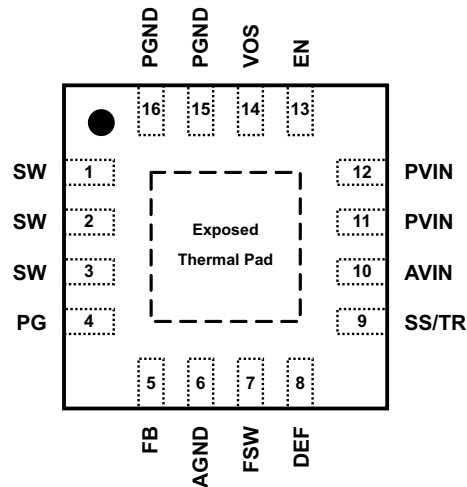 PGND PGND VOS EN
16 15 14 13
SW 1 12 PVIN
SW 2 11 PVIN
Exposed
Thermal Pad
SW 3 10 AVIN
PG 4 9 SS/TR
5 6 7 8
FB AGND FSW DEF